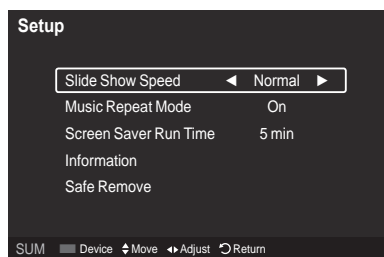 Setup
Slide Show Speed ◀ Normal ▶
Music Repeat Mode On
Screen Saver Run Time 5 min
Information
Safe Remove
SUM Device Move Adjust Return